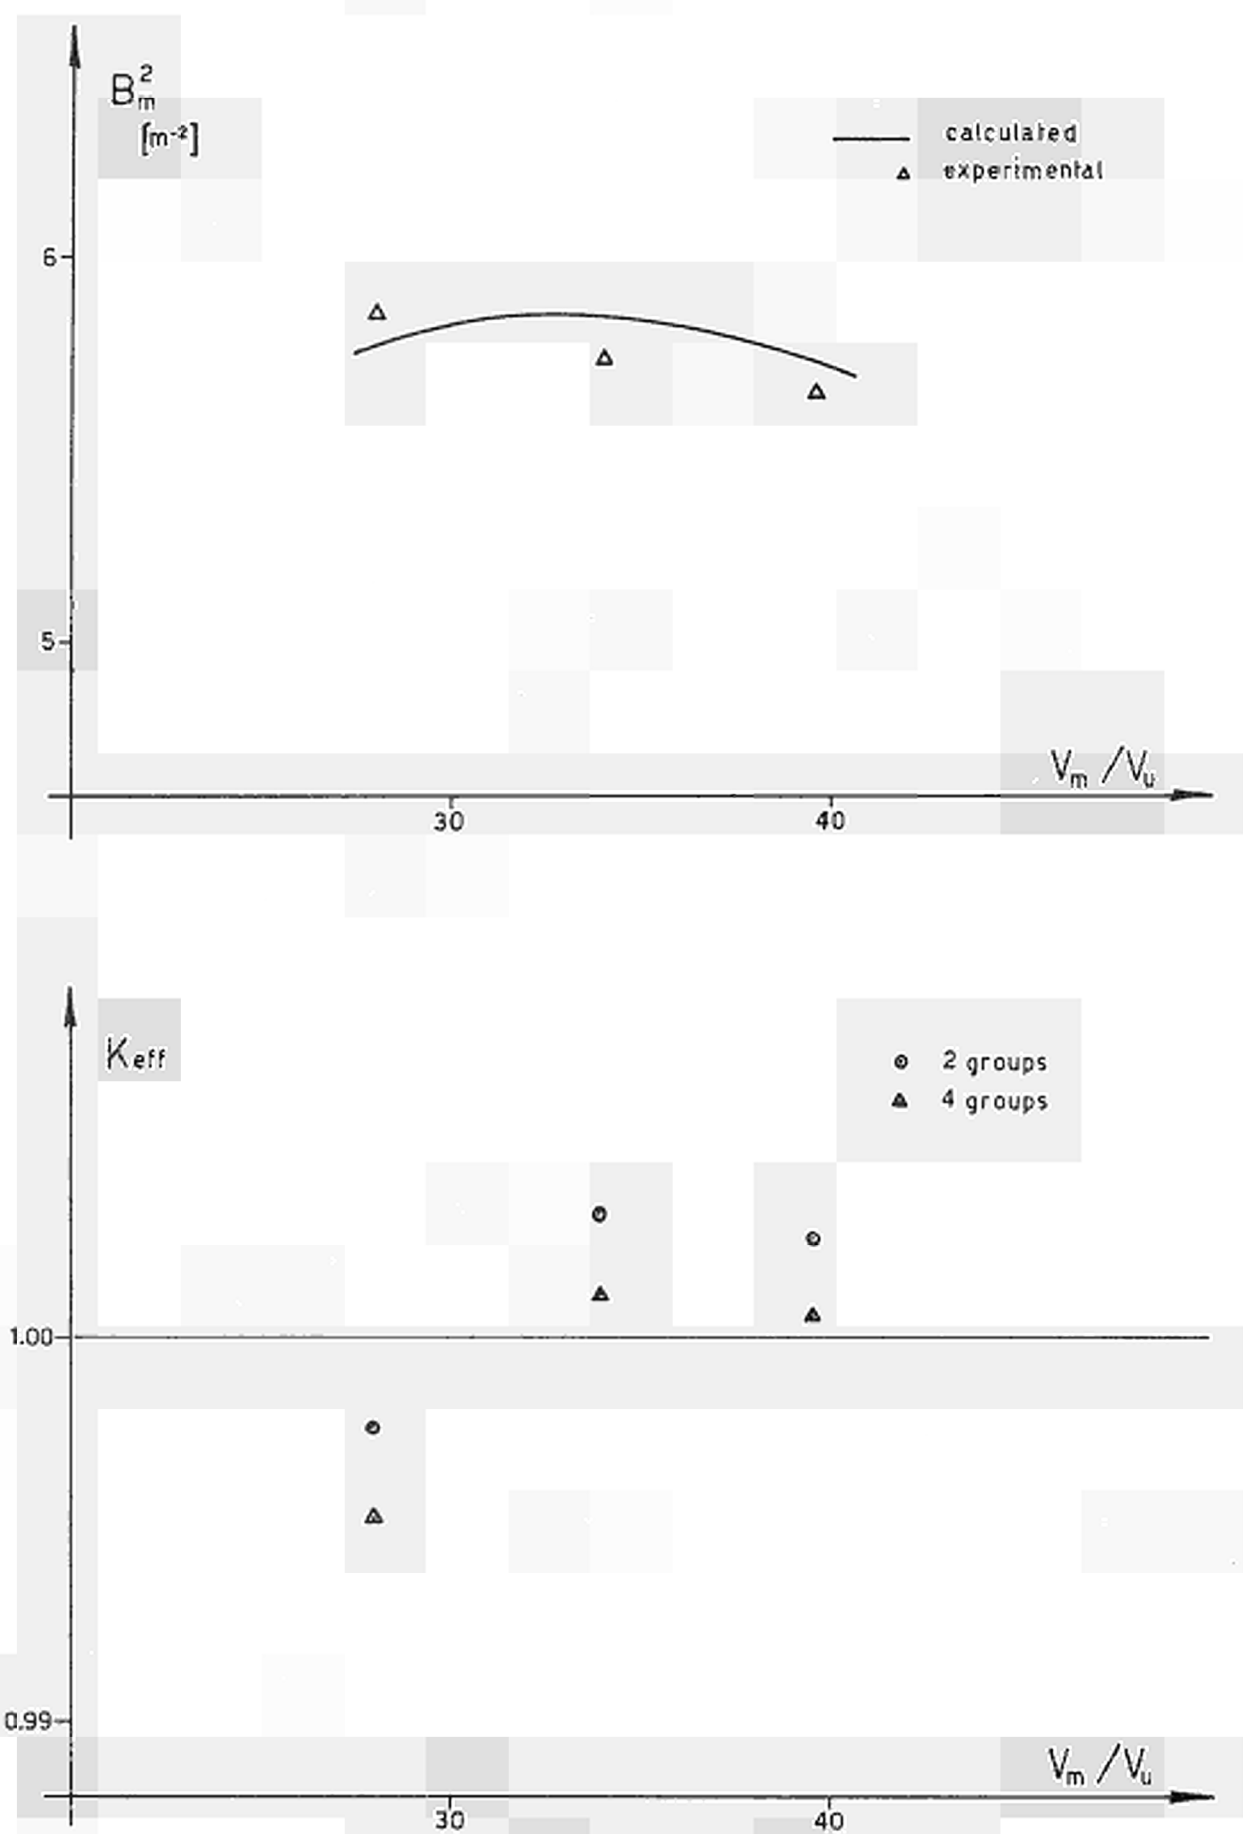 B²m
[m⁻²]
calculated
experimental
6
5
Vm /Vu
30 40
Keff
2 groups
4 groups
1.00
0.99
Vm /Vu
30 40